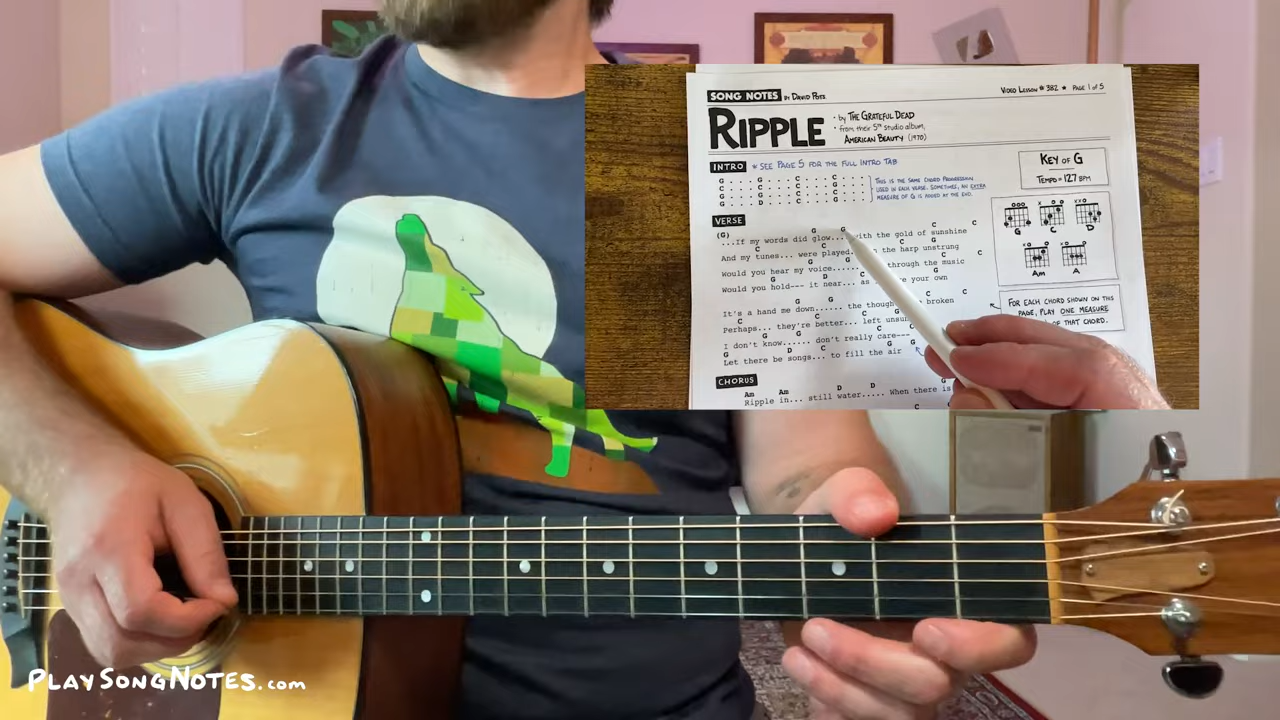 SONG NOTES BY DAVID POTS
VIDEO LESSON # 382 ★ PAGE 1 of 5
RIPPLE
• by THE GRATEFUL DEAD
• from their 5TH studio album,
AMERICAN BEAUTY (1970)
INTRO * SEE PAGE 5 FOR THE FULL INTRO TAB
G . . . G . . . C . . . C . . .
C . . . C . . . C . . . G . . .
G . . . G . . . C . . . C . . .
G . . . D . . . C . . . G . . .
THIS IS THE SAME CHORD PROGRESSION
USED IN EACH VERSE. SOMETIMES, AN EXTRA
MEASURE OF G IS ADDED AT THE END.
KEY OF G
TEMPO = 127 BPM
G C D
Am A
VERSE
(G) G G C C
...If my words did glow.... with the gold of sunshine
C C C G
And my tunes... were played. the harp unstrung
G G C C
Would you hear my voice...... through the music
G D C G
Would you hold--- it near... as your own
G G C C
It's a hand me down...... the though broken
C C G
Perhaps... they're better... left unsu
G G C C
I don't know...... don't really care---
G D C G G
Let there be songs... to fill the air
FOR EACH CHORD SHOWN ON THIS
PAGE, PLAY ONE MEASURE
OF THAT CHORD.
CHORUS
Am Am D D G
Ripple in... still water..... When there is
C C
PLAYSONGNOTES.com